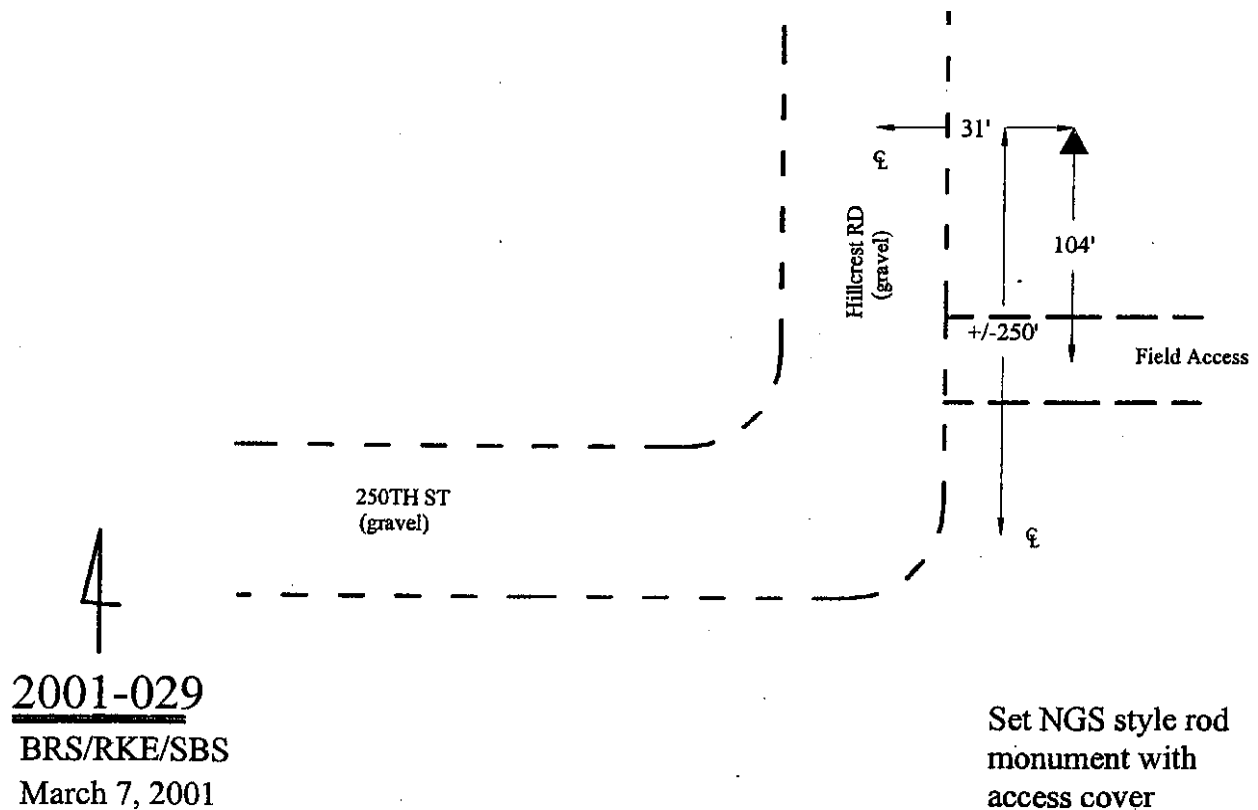 31'
℄
Hillcrest RD
(gravel)
104'
+/-250'
Field Access
250TH ST
(gravel)
℄
2001-029
BRS/RKE/SBS
March 7, 2001
Set NGS style rod
monument with
access cover